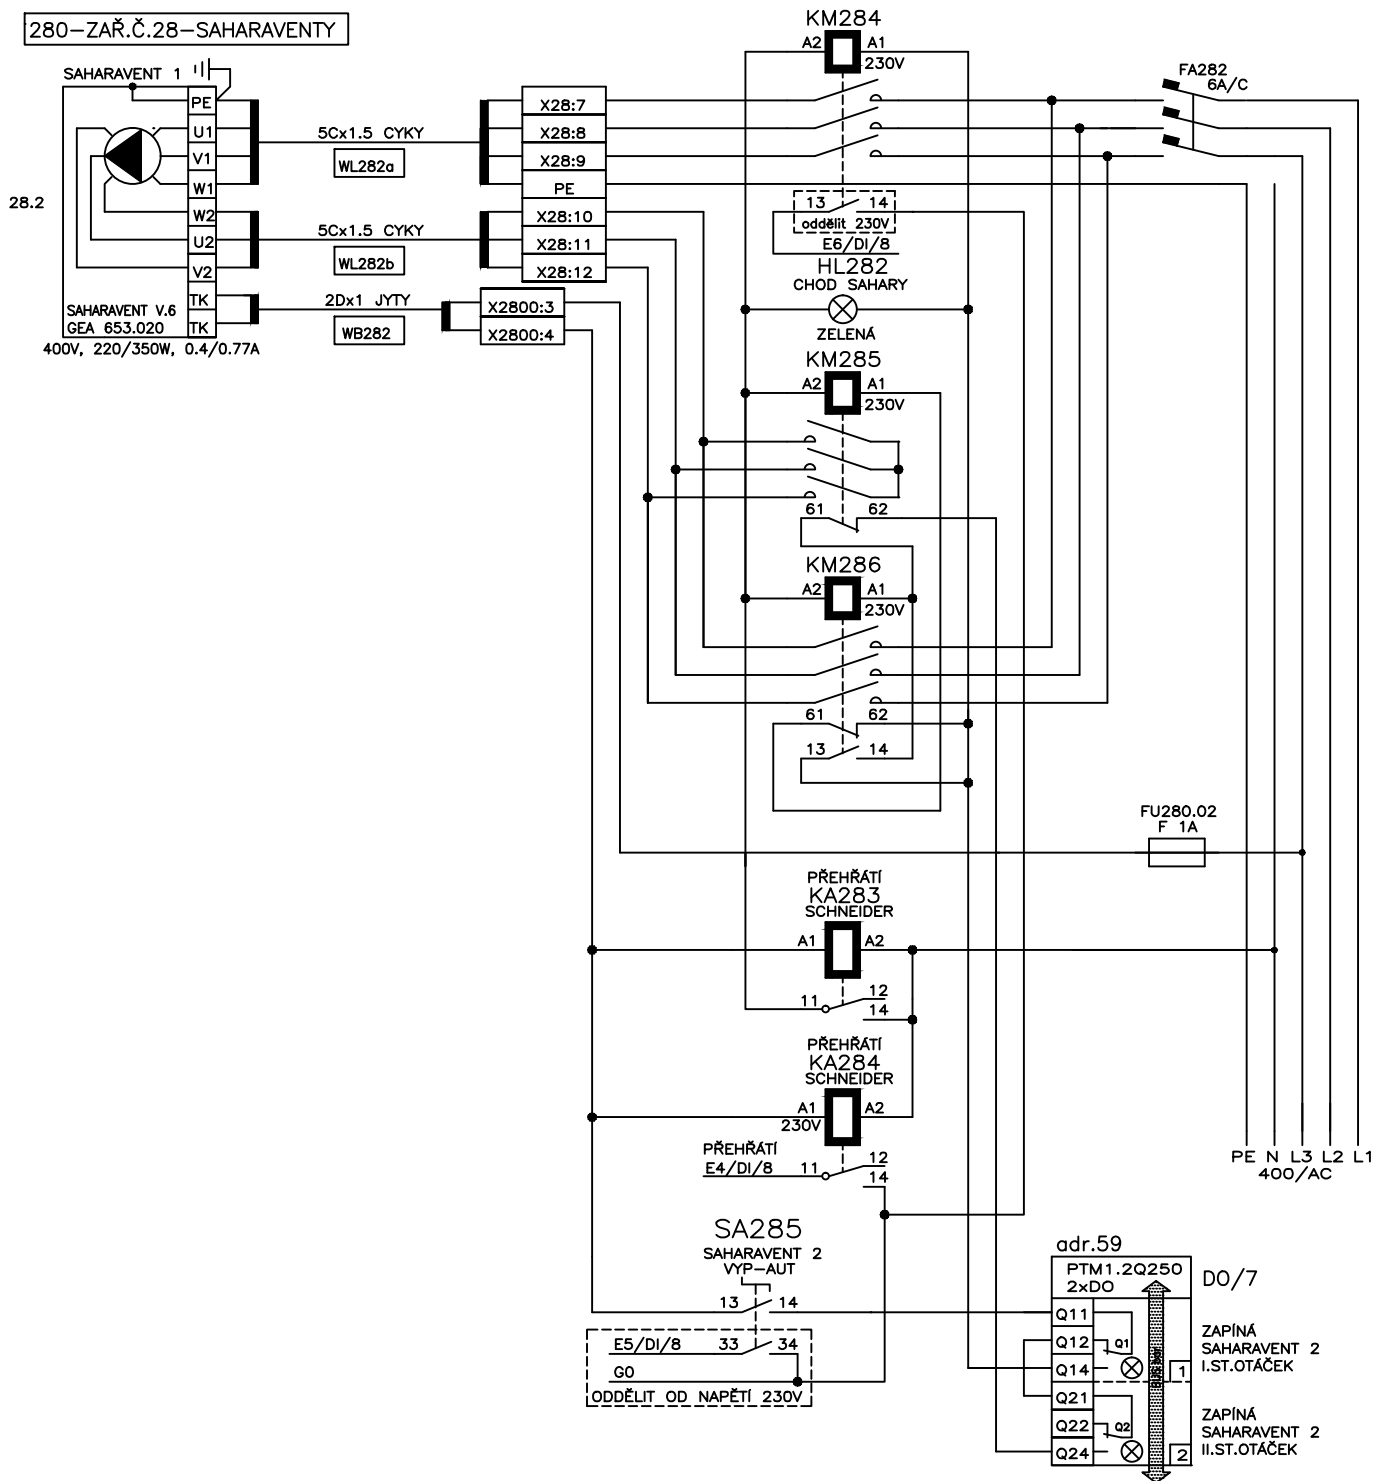 280-ZAŘ.Č.28-SAHARAVENTY
SAHARAVENT 1
PE
U1
V1
W1
W2
U2
V2
TK
TK
28.2
SAHARAVENT V.6
GEA 653.020
400V, 220/350W, 0.4/0.77A
5Cx1.5 CYKY
WL282a
5Cx1.5 CYKY
WL282b
2Dx1 JYTY
WB282
X28:7
X28:8
X28:9
PE
X28:10
X28:11
X28:12
X2800:3
X2800:4
KM284
A2 A1
230V
13 14
oddělit 230V
E6/DI/8
HL282
CHOD SAHARY
ZELENÁ
KM285
A2 A1
230V
61 62
KM286
A2 A1
230V
61 62
13 14
FA282
6A/C
FU280.02
F 1A
PŘEHŘÁTÍ
KA283
SCHNEIDER
A1 A2
11 12
14
PŘEHŘÁTÍ
KA284
SCHNEIDER
A1 A2
230V
PŘEHŘÁTÍ
E4/DI/8 11 12
14
PE N L3 L2 L1
400/AC
SA285
SAHARAVENT 2
VYP-AUT
13 14
E5/DI/8 33 34
G0
ODDĚLIT OD NAPĚTÍ 230V
adr.59
PTM1.2Q250
2xDO
DO/7
Q11
Q12 Q1
Q14 1
Q21
Q22 Q2
Q24 2
ZAPÍNÁ
SAHARAVENT 2
I.ST.OTÁČEK
ZAPÍNÁ
SAHARAVENT 2
II.ST.OTÁČEK